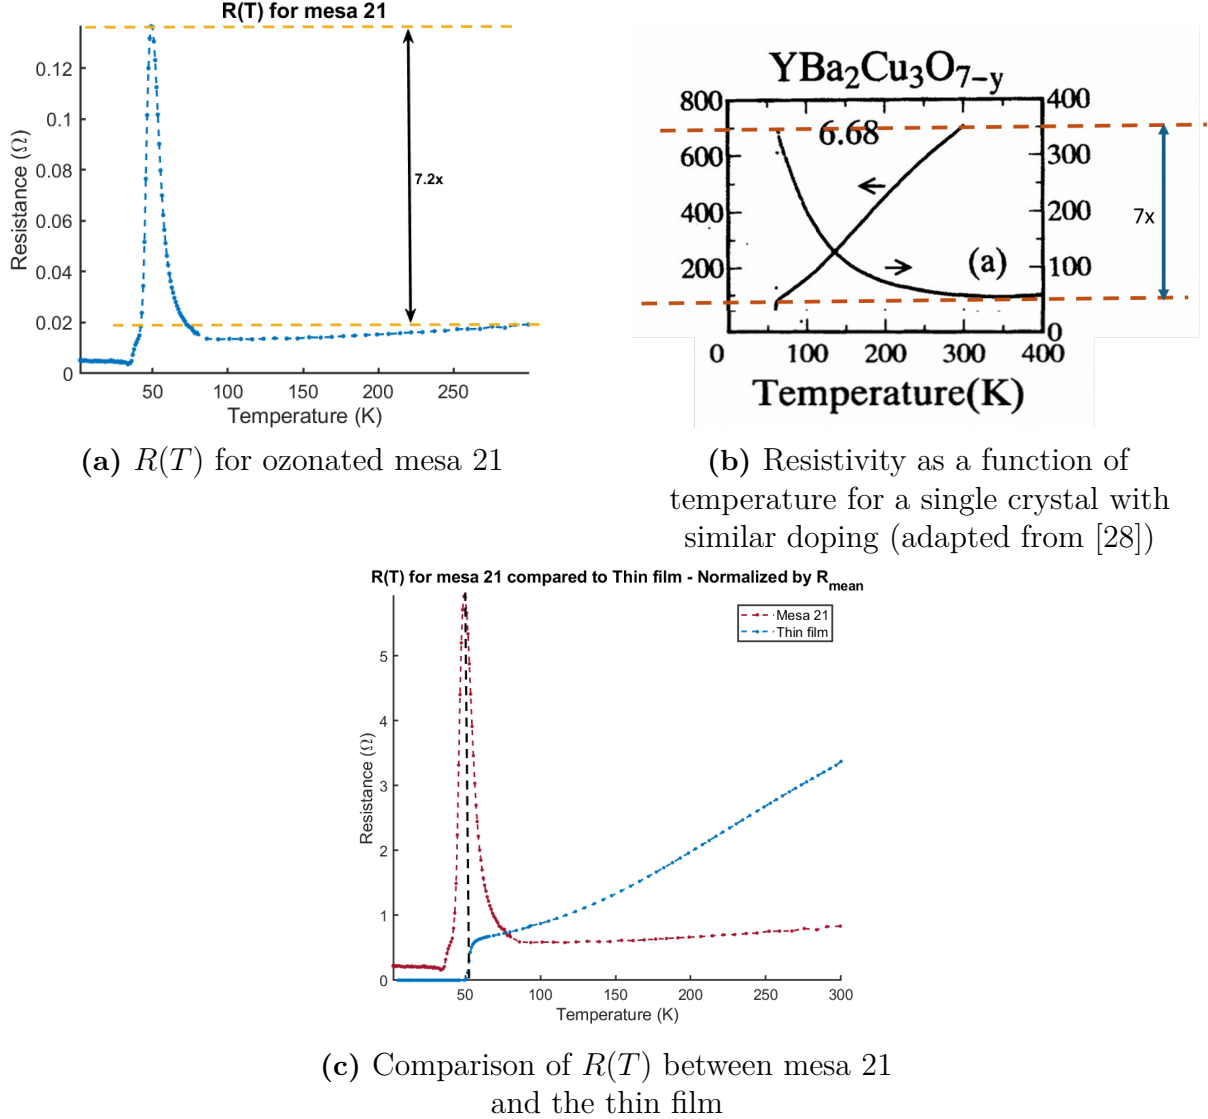 R(T) for mesa 21
0.12
0.1
0.08
0.06
0.04
0.02
0
Resistance (Ω)
7.2x
50 100 150 200 250
Temperature (K)
(a) R(T) for ozonated mesa 21
YBa₂Cu₃O₇₋y
800
600
400
200
6.68
(a)
400
300
200
100
0
7x
0 100 200 300 400
Temperature(K)
(b) Resistivity as a function of
temperature for a single crystal with
similar doping (adapted from [28])
R(T) for mesa 21 compared to Thin film - Normalized by Rmean
Mesa 21
Thin film
5
4
3
2
1
0
Resistance (Ω)
50 100 150 200 250 300
Temperature (K)
(c) Comparison of R(T) between mesa 21
and the thin film